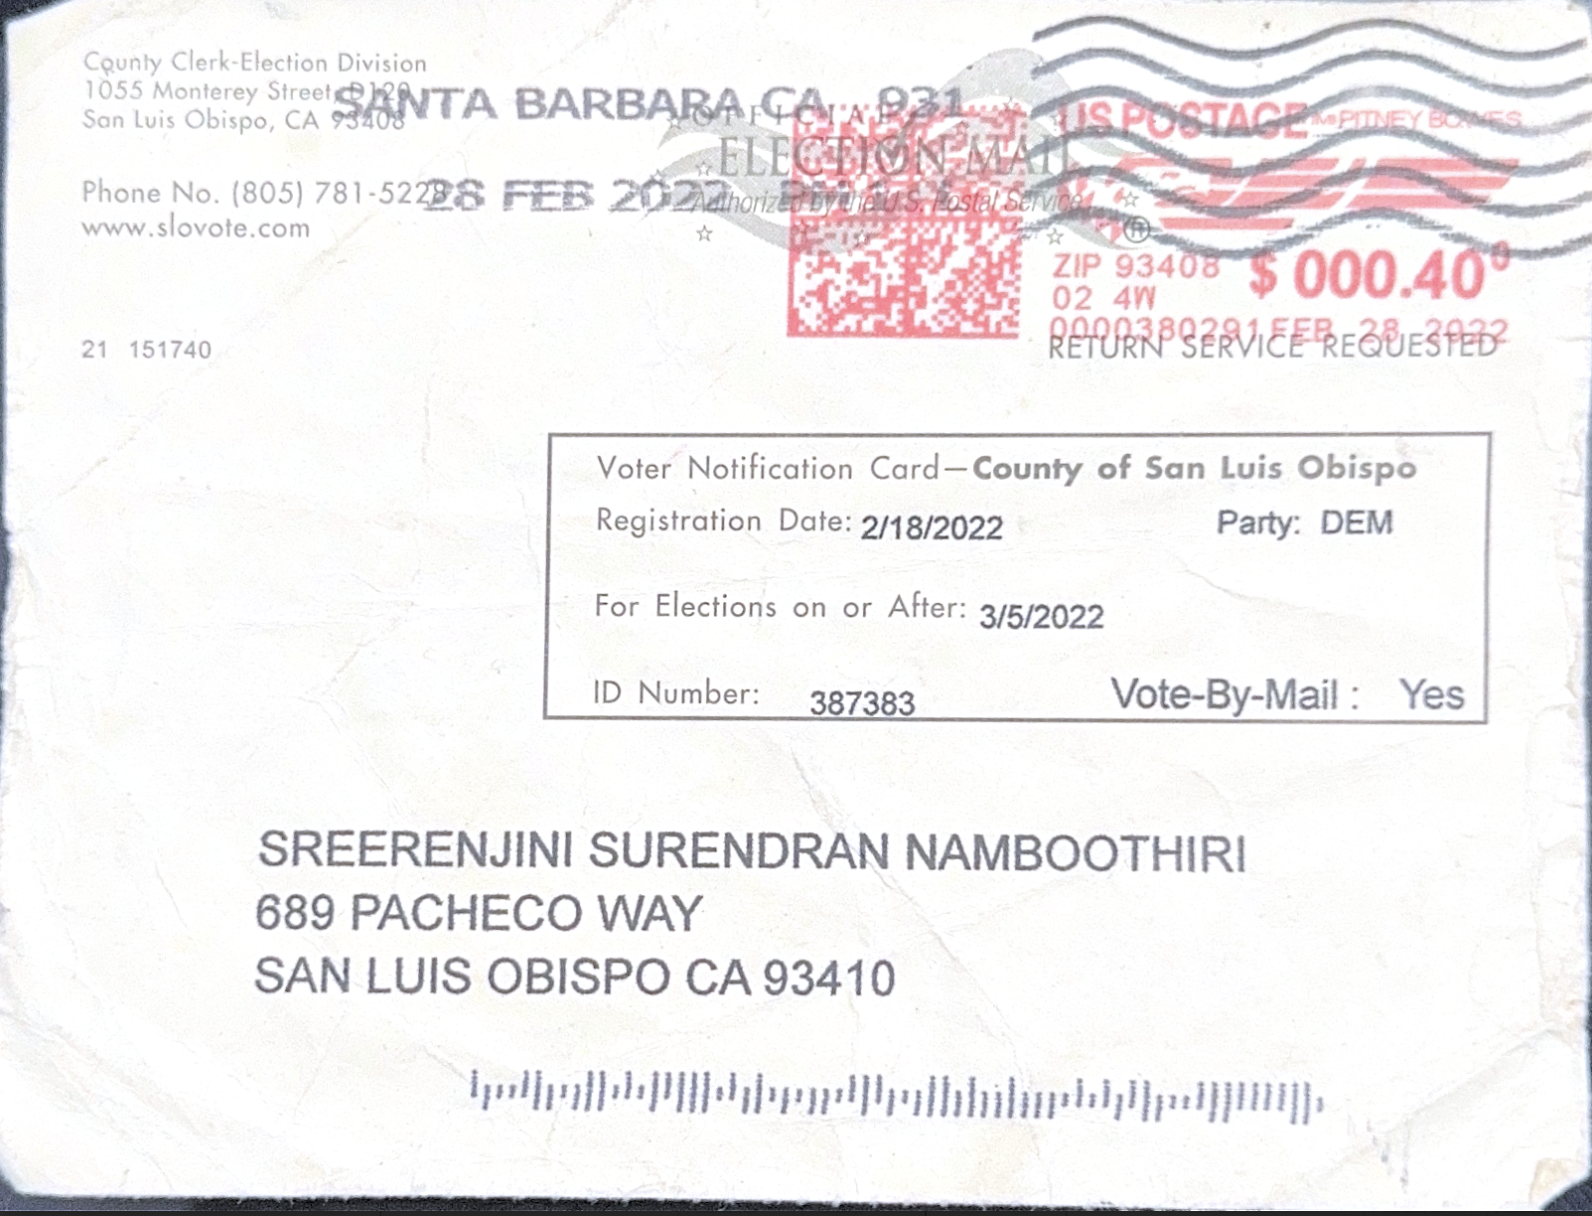 County Clerk-Election Division
1055 Monterey Street, D120
San Luis Obispo, CA 93408
SANTA BARBARA CA 931
OFFICIAL
ELECTION MAIL
Authorized by the U.S. Postal Service
®
US POSTAGE PITNEY BOWES
Phone No. (805) 781-5228
28 FEB 2022 PM
www.slovote.com
ZIP 93408 $ 000.40⁰
02 4W
0000380291 FEB 28 2022
21 151740
RETURN SERVICE REQUESTED
Voter Notification Card—County of San Luis Obispo
Registration Date: 2/18/2022 Party: DEM
For Elections on or After: 3/5/2022
ID Number: 387383 Vote-By-Mail : Yes
SREERENJINI SURENDRAN NAMBOOTHIRI
689 PACHECO WAY
SAN LUIS OBISPO CA 93410